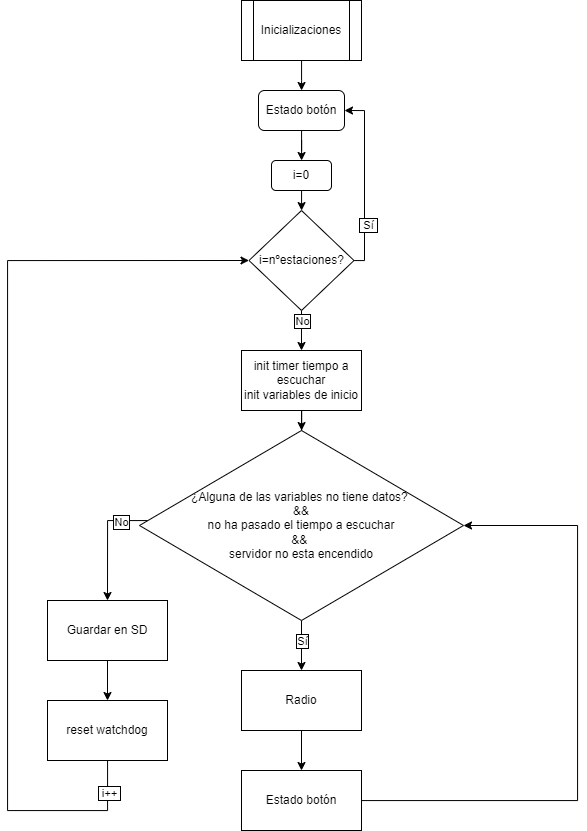 Inicializaciones
Estado botón
i=0
Sí
i=nºestaciones?
No
init timer tiempo a
escuchar
init variables de inicio
¿Alguna de las variables no tiene datos?
&&
no ha pasado el tiempo a escuchar
&&
servidor no esta encendido
No
Guardar en SD
Sí
Radio
reset watchdog
i++
Estado botón